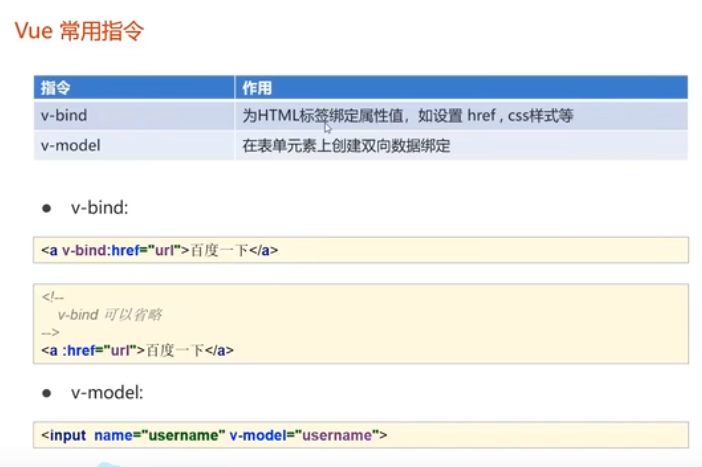 Vue 常用指令
指令 作用
v-bind 为HTML标签绑定属性值，如设置 href , css样式等
v-model 在表单元素上创建双向数据绑定
● v-bind:
<a v-bind:href="url">百度一下</a>
<!--
v-bind 可以省略
-->
<a :href="url">百度一下</a>
● v-model:
<input name="username" v-model="username">